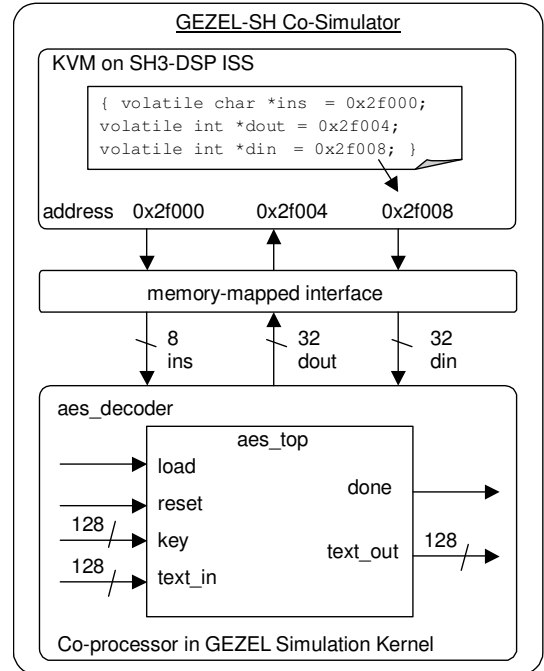 GEZEL-SH Co-Simulator
KVM on SH3-DSP ISS
{ volatile char *ins = 0x2f000;
volatile int *dout = 0x2f004;
volatile int *din = 0x2f008; }
address 0x2f000 0x2f004 0x2f008
memory-mapped interface
8 32 32
ins dout din
aes_decoder
aes_top
load
reset
done
128 key
text_out 128
128 text_in
Co-processor in GEZEL Simulation Kernel